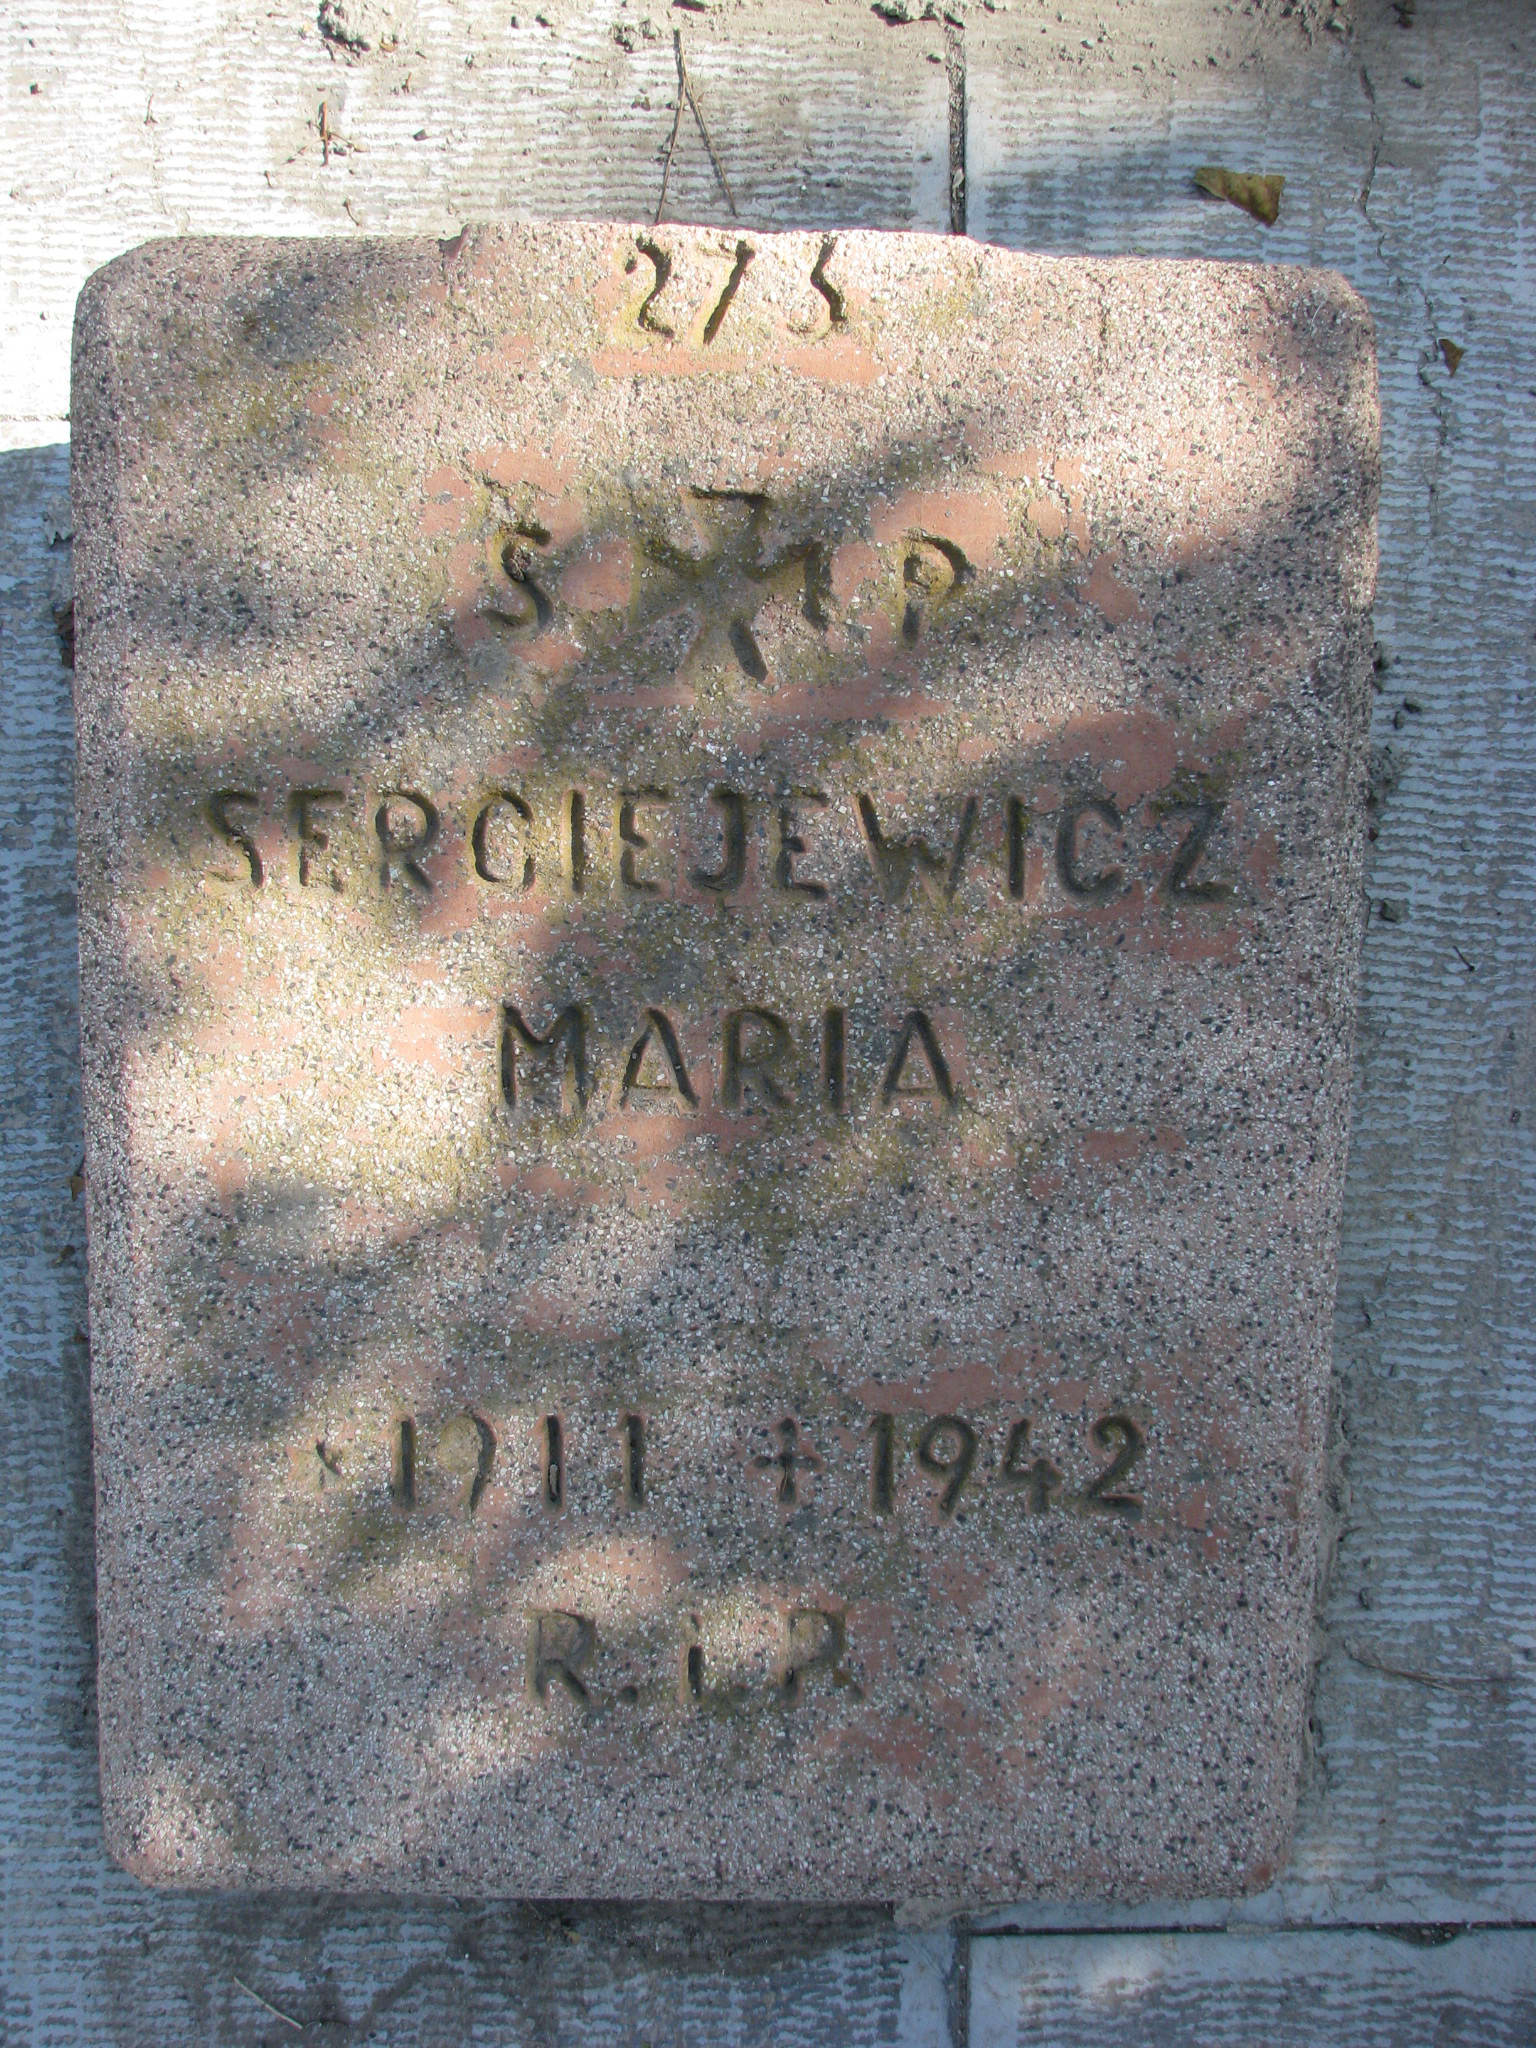 275
S P
SERGIEJEWICZ
MARIA
* 1911 + 1942
R. i P